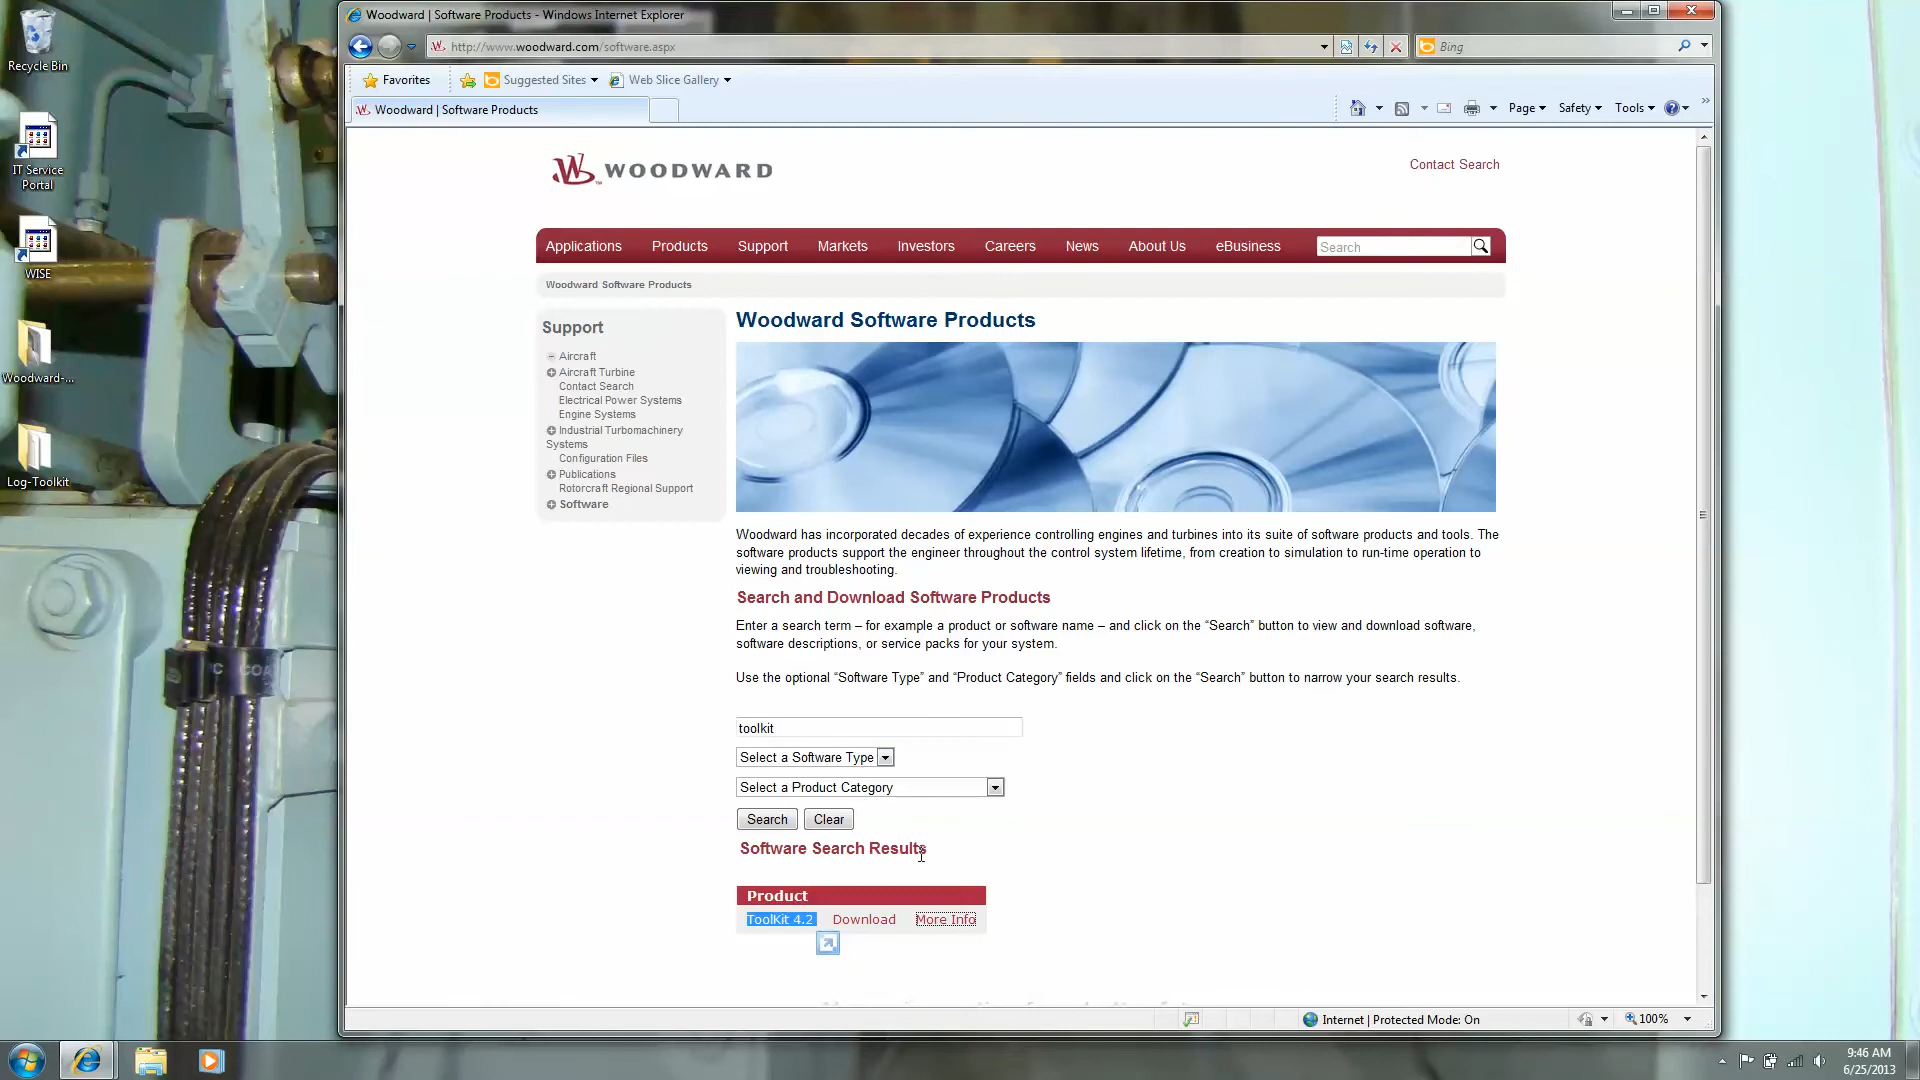 Woodward | Software Products - Windows Internet Explorer
http://www.woodward.com/software.aspx
Bing
Favorites
Suggested Sites
Web Slice Gallery
Woodward | Software Products
Page
Safety
Tools
Recycle Bin
IT Service
Portal
WISE
Woodward-...
Log-Toolkit
WOODWARD
Contact Search
Applications
Products
Support
Markets
Investors
Careers
News
About Us
eBusiness
Search
Woodward Software Products
Support
Aircraft
Aircraft Turbine
Contact Search
Electrical Power Systems
Engine Systems
Industrial Turbomachinery
Systems
Configuration Files
Publications
Rotorcraft Regional Support
Software
Woodward Software Products
Woodward has incorporated decades of experience controlling engines and turbines into its suite of software products and tools. The
software products support the engineer throughout the control system lifetime, from creation to simulation to run-time operation to
viewing and troubleshooting.
Search and Download Software Products
Enter a search term – for example a product or software name – and click on the “Search” button to view and download software,
software descriptions, or service packs for your system.
Use the optional “Software Type” and “Product Category” fields and click on the “Search” button to narrow your search results.
toolkit
Select a Software Type
Select a Product Category
Search
Clear
Software Search Results
Product
ToolKit 4.2
Download
More Info
Internet | Protected Mode: On
100%
9:46 AM
6/25/2013